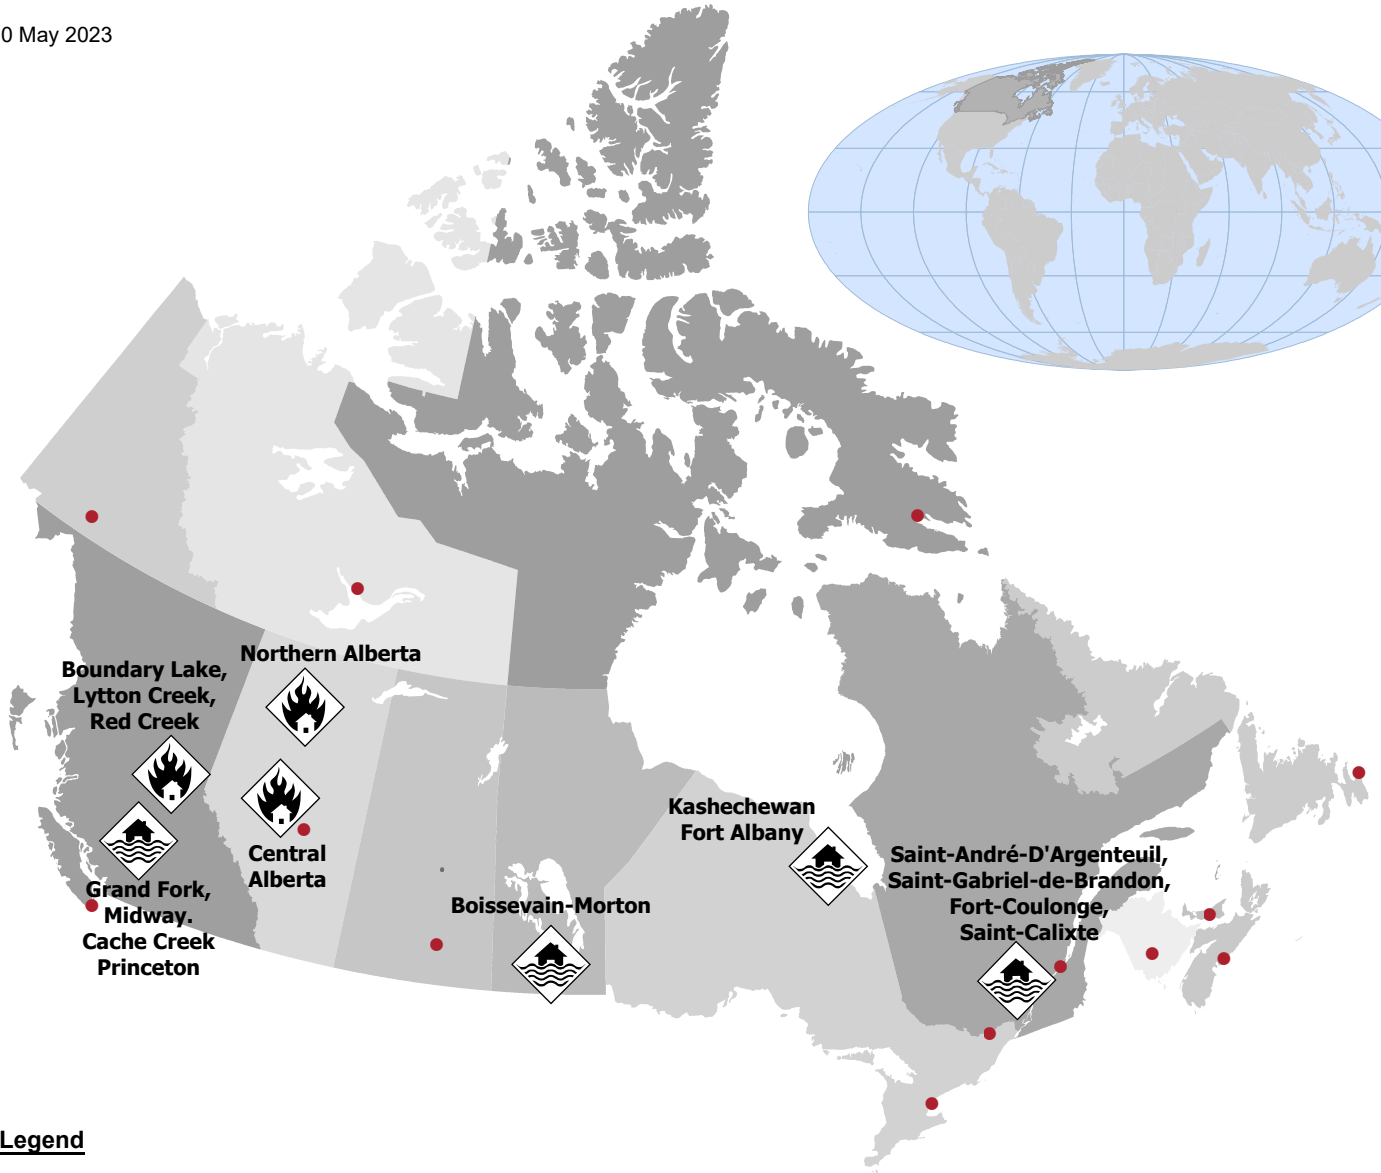 0 May 2023
Northern Alberta
Boundary Lake,
Lytton Creek,
Red Creek
Central
Alberta
Grand Fork,
Midway.
Cache Creek
Princeton
Boissevain-Morton
Kashechewan
Fort Albany
Saint-André-D'Argenteuil,
Saint-Gabriel-de-Brandon,
Fort-Coulonge,
Saint-Calixte
Legend